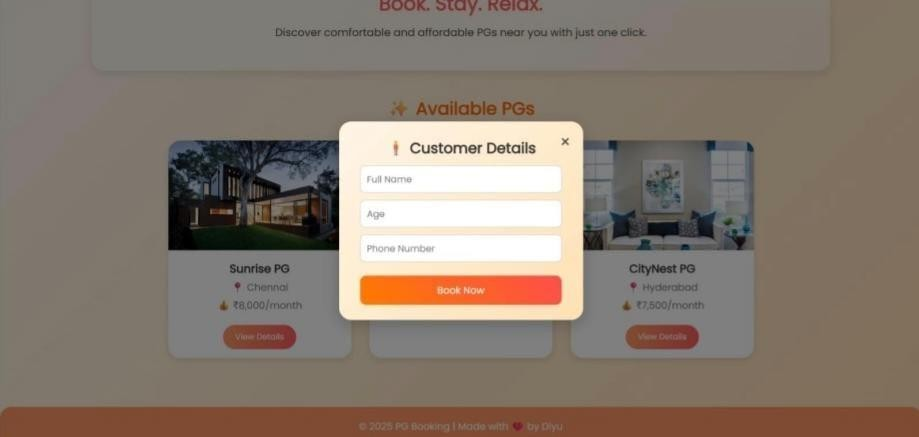 Book. Stay. Relax.
Discover comfortable and affordable PGs near you with just one click.
✨ Available PGs
Customer Details
×
Full Name
Age
Phone Number
Book Now
Sunrise PG
Chennai
₹8,000/month
View Details
CityNest PG
Hyderabad
₹7,500/month
View Details
© 2025 PG Booking | Made with ❤️ by Diyu